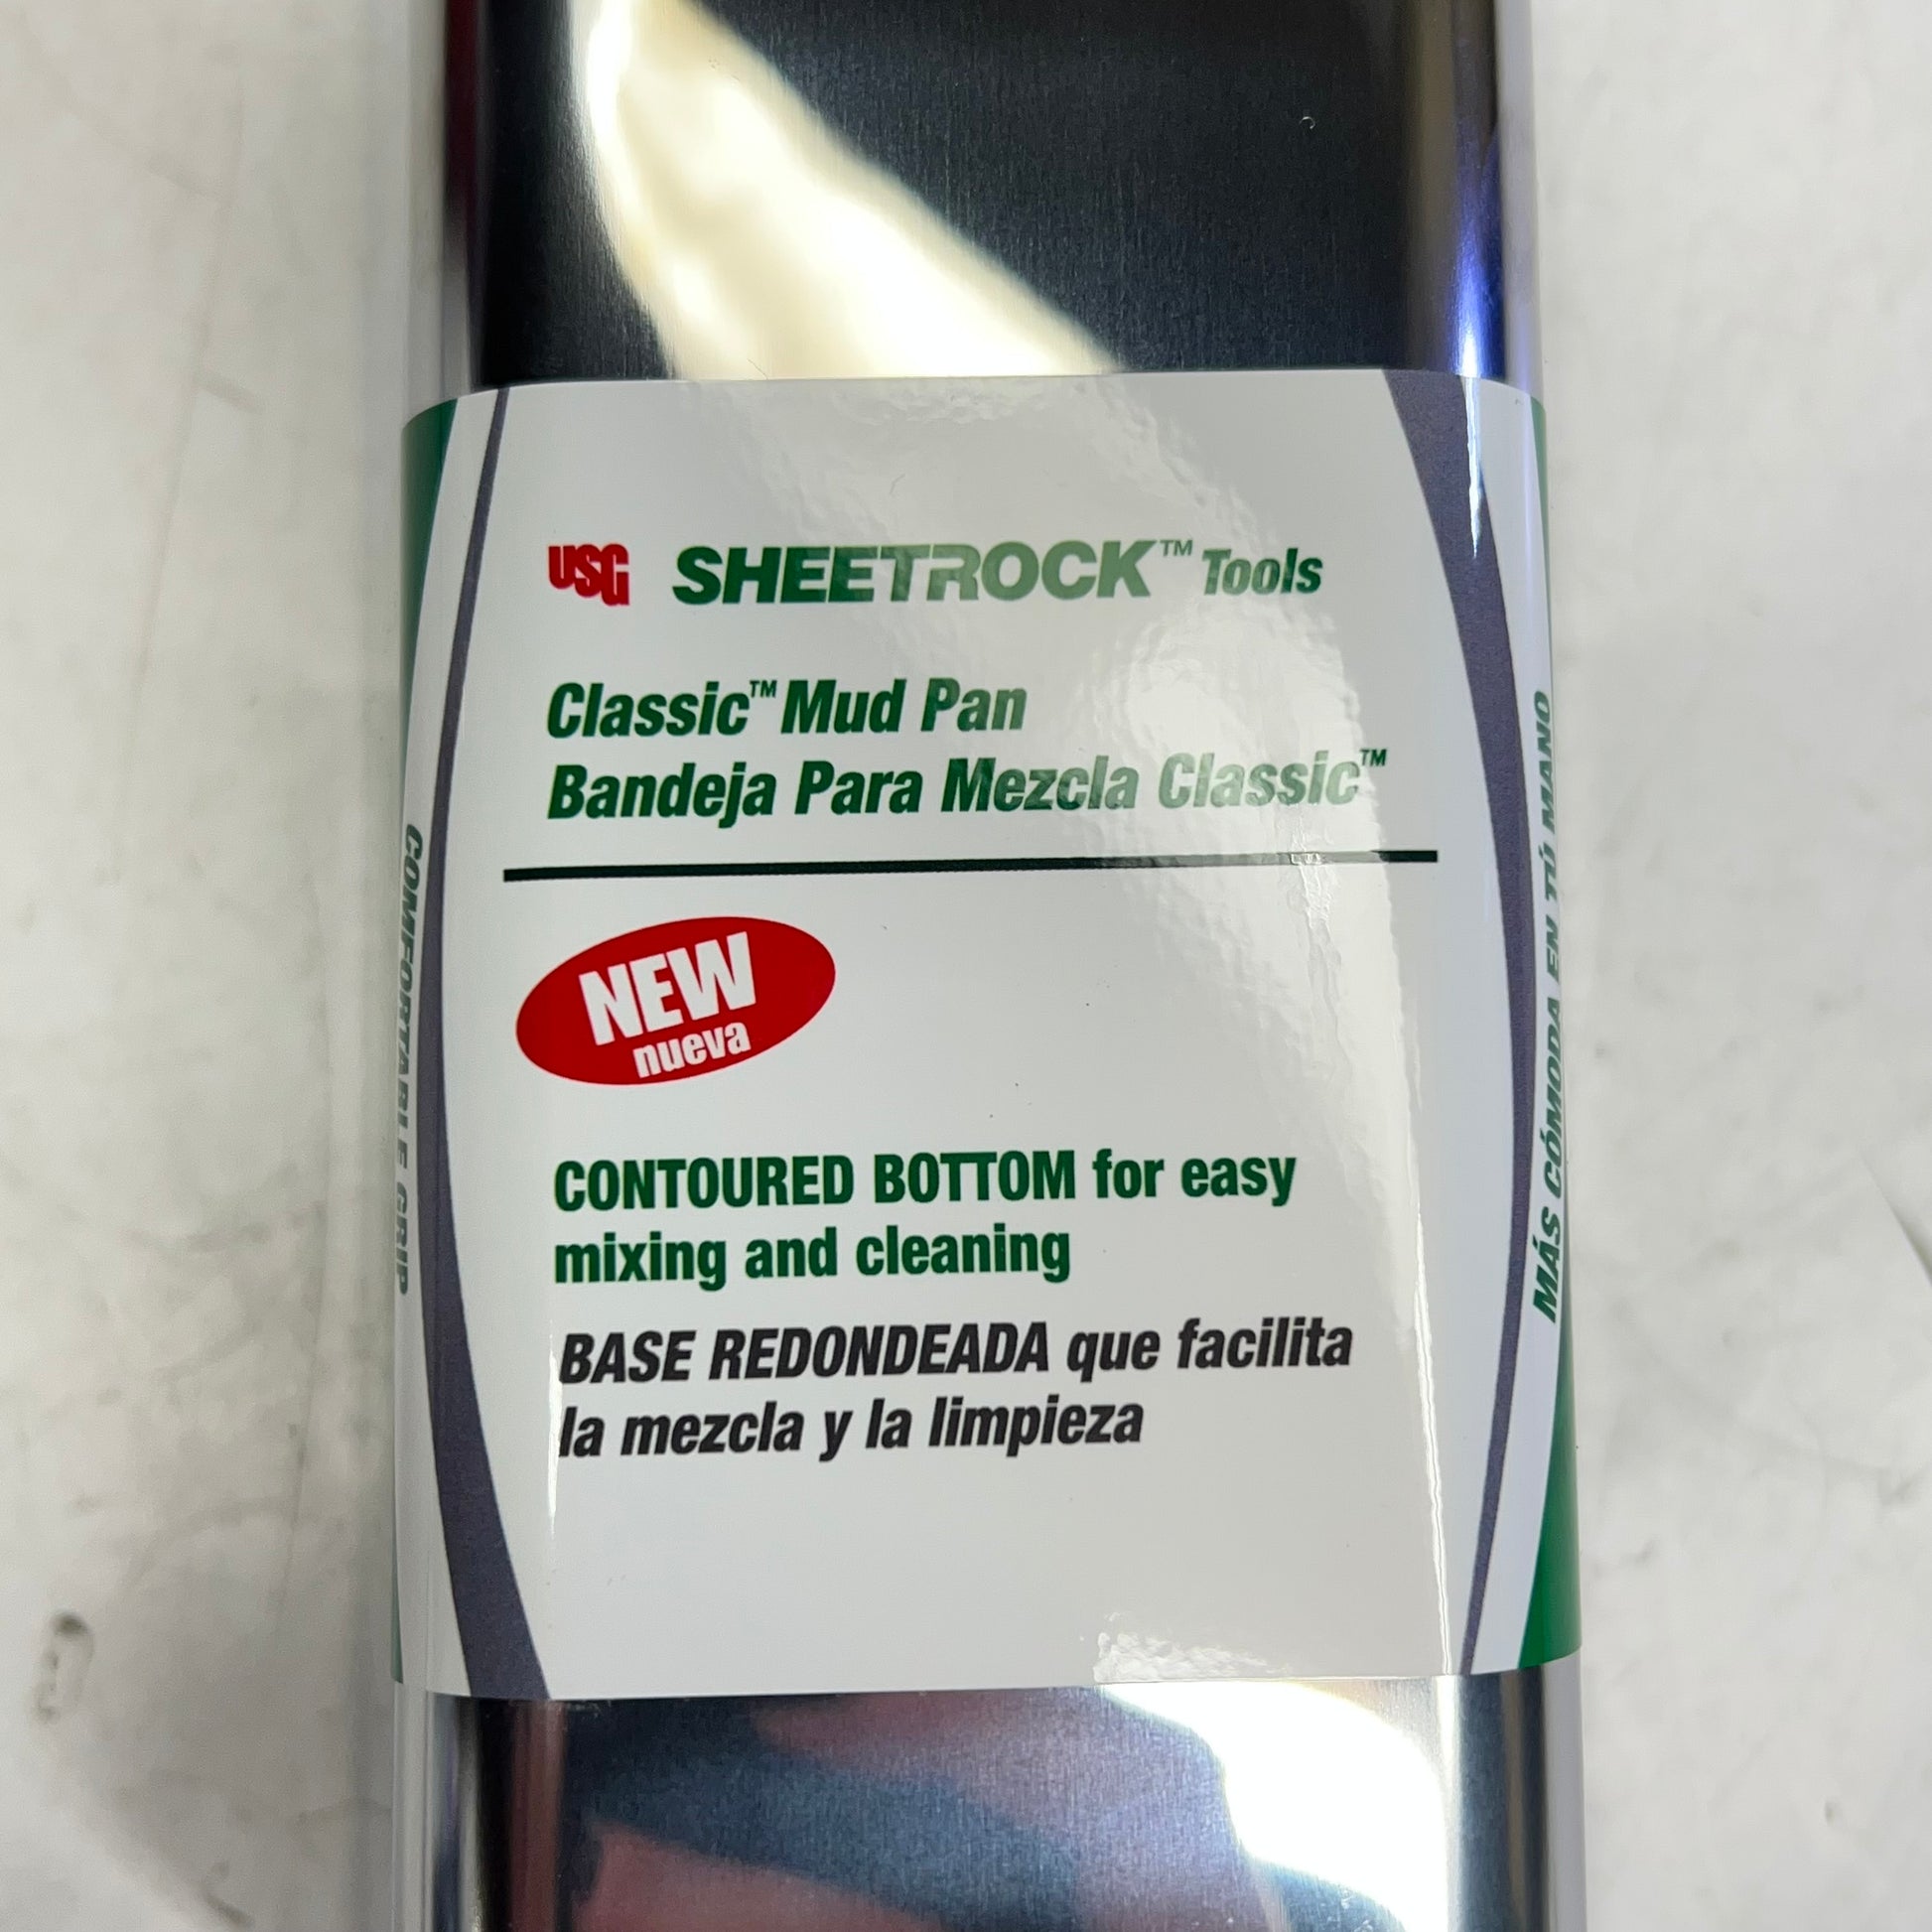 USG SHEETROCK™ Tools
Classic™ Mud Pan
Bandeja Para Mezcla Classic™
NEW
nueva
CONTOURED BOTTOM for easy
mixing and cleaning
BASE REDONDEADA que facilita
la mezcla y la limpieza
COMFORTABLE GRIP
MÁS CÓMODA EN TÚ MANO